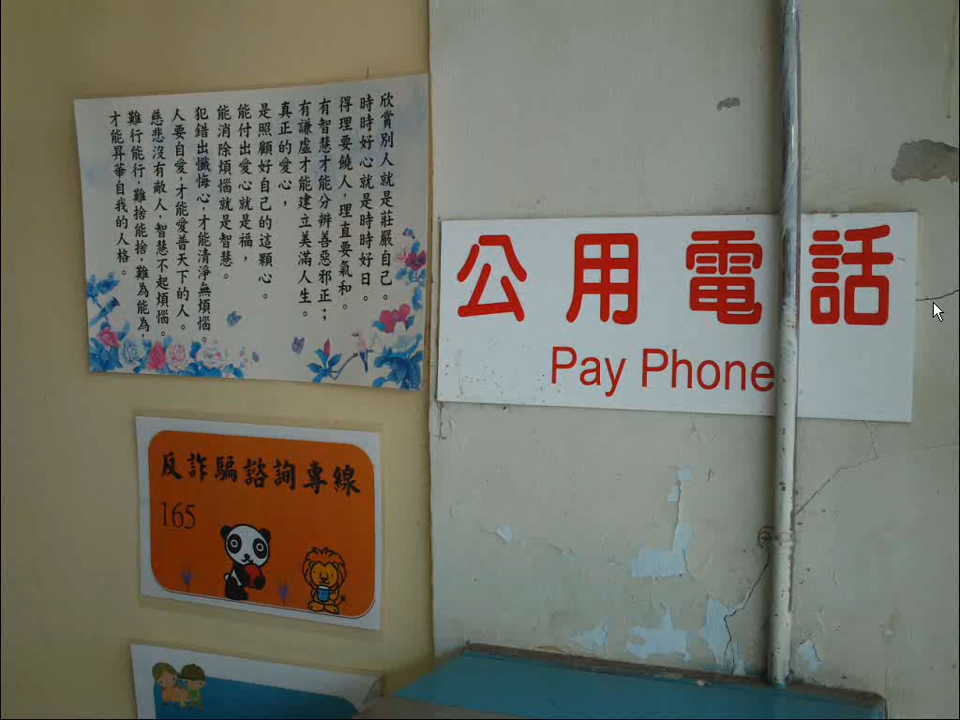 欣賞別人就是莊嚴自己。
時時好心就是時時好日。
得理要饒人，理直要氣和。
有智慧才能分辨善惡邪正；
有謙虛才能建立美滿人生。
真正的愛心，
是照顧好自己的這顆心。
能付出愛心就是福，
能消除煩惱就是智慧。
犯錯出懺悔心，才能清淨無煩惱。
人要自愛，才能愛普天下的人。
慈悲沒有敵人，智慧不起煩惱。
難行能行，難捨能捨，難為能為，
才能昇華自我的人格。
公用電話
Pay Phone
反詐騙諮詢專線
165